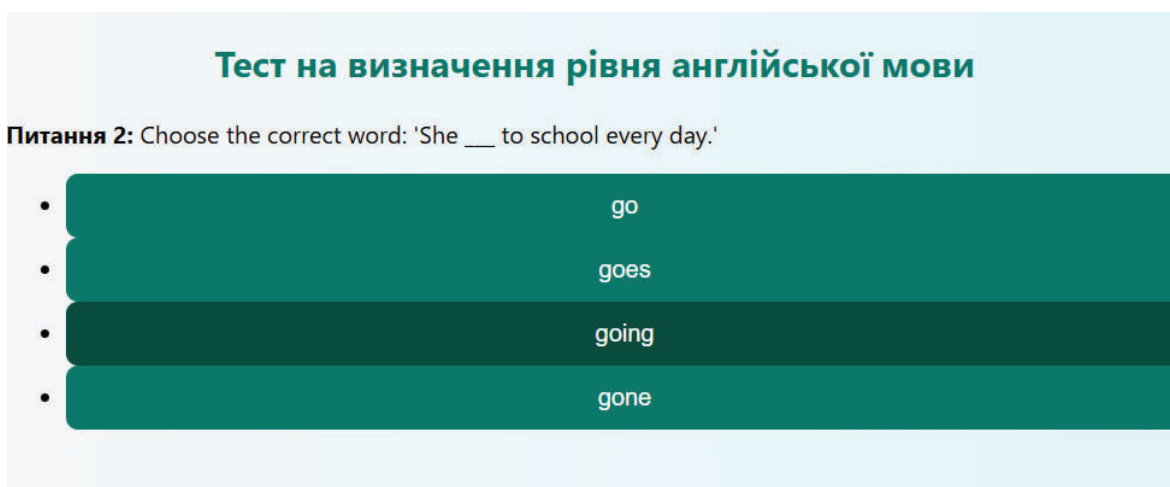 Тест на визначення рівня англійської мови
Питання 2: Choose the correct word: 'She ___ to school every day.'
go
goes
going
gone